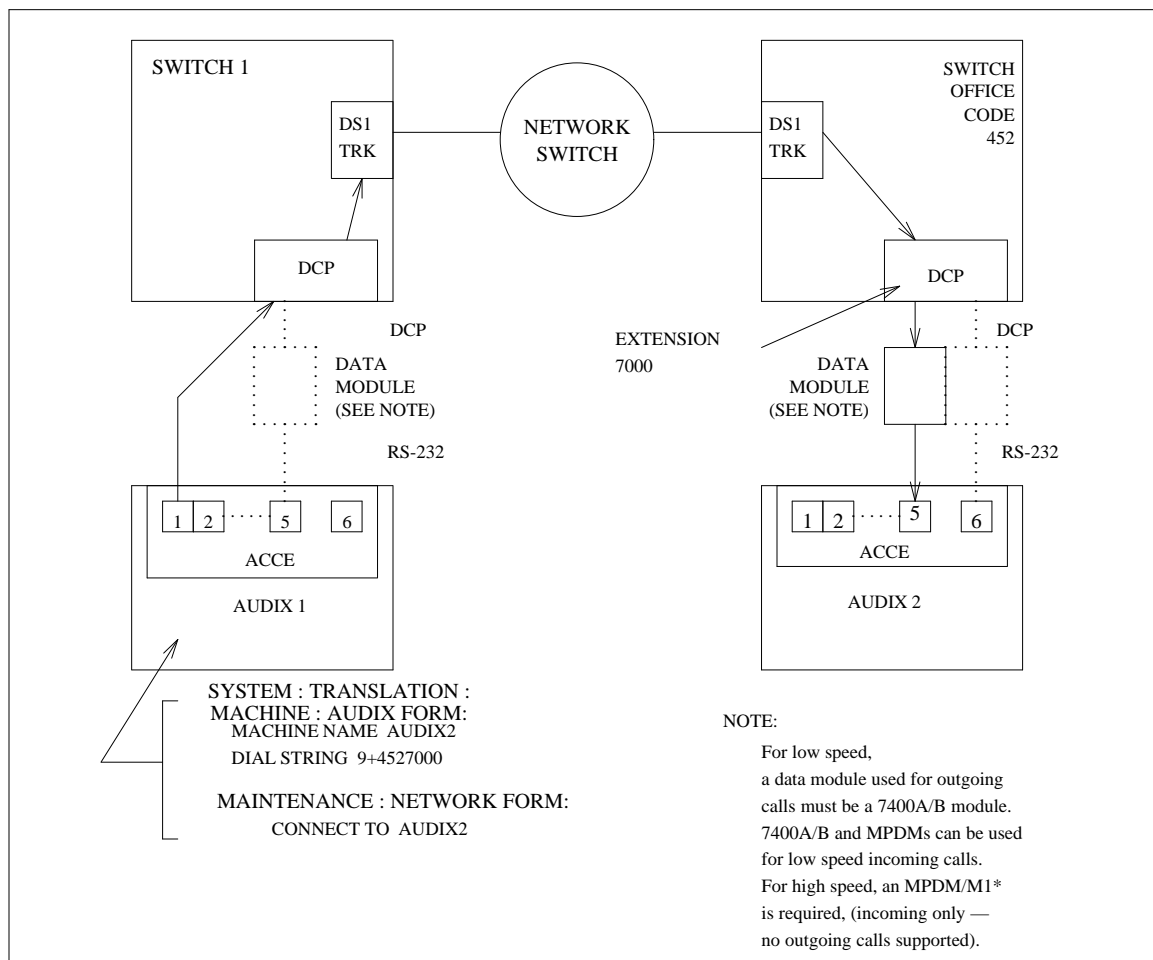 SWITCH 1
DS1
TRK
DCP
NETWORK
SWITCH
SWITCH
OFFICE
CODE
452
DS1
TRK
DCP
DCP
DATA
MODULE
(SEE NOTE)
RS-232
EXTENSION
7000
DCP
DATA
MODULE
(SEE NOTE)
RS-232
1 2 5 6
ACCE
AUDIX 1
1 2 5 6
ACCE
AUDIX 2
SYSTEM : TRANSLATION :
MACHINE : AUDIX FORM:
MACHINE NAME AUDIX2
DIAL STRING 9+4527000
MAINTENANCE : NETWORK FORM:
CONNECT TO AUDIX2
NOTE:
For low speed,
a data module used for outgoing
calls must be a 7400A/B module.
7400A/B and MPDMs can be used
for low speed incoming calls.
For high speed, an MPDM/M1*
is required, (incoming only —
no outgoing calls supported).